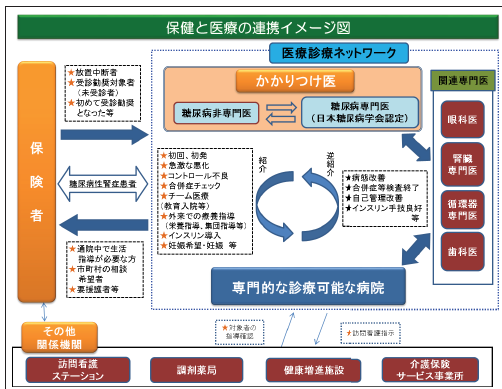 保健と医療の連携イメージ図
医療診療ネットワーク
かかりつけ医
糖尿病非専門医
糖尿病専門医
(日本糖尿病学会認定)
関連専門医
眼科医
腎臓
専門医
循環器
専門医
歯科医
保険者
★放置中断者
★受診勧奨対象者
(未受診者)
★初めて受診勧奨
となった等
糖尿病性腎症患者
★通院中で生活
指導が必要な方
★市町村の相談
希望者
★要援護者等
★初回、初発
★急激な悪化
★コントロール不良
★合併症チェック
★チーム医療
(教育入院等)
★外来での療養指導
(栄養指導、集団指導等)
★インスリン導入
★妊娠希望・妊娠 等
紹介
逆紹介
★病態改善
★合併症等検査終了
★自己管理改善
★インスリン手技良好
等
専門的な診療可能な病院
その他
関係機関
★対象者の
指導確認
★訪問看護指示
訪問看護
ステーション
調剤薬局
健康増進施設
介護保険
サービス事業所